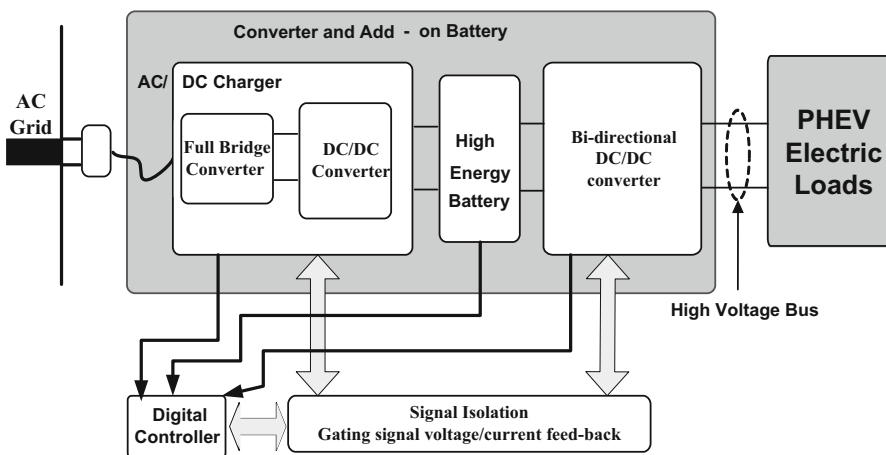 Converter and Add - on Battery
AC/ DC Charger
AC
Grid
Full Bridge
Converter
DC/DC
Converter
High
Energy
Battery
Bi-directional
DC/DC
converter
PHEV
Electric
Loads
High Voltage Bus
Digital
Controller
Signal Isolation
Gating signal voltage/current feed-back